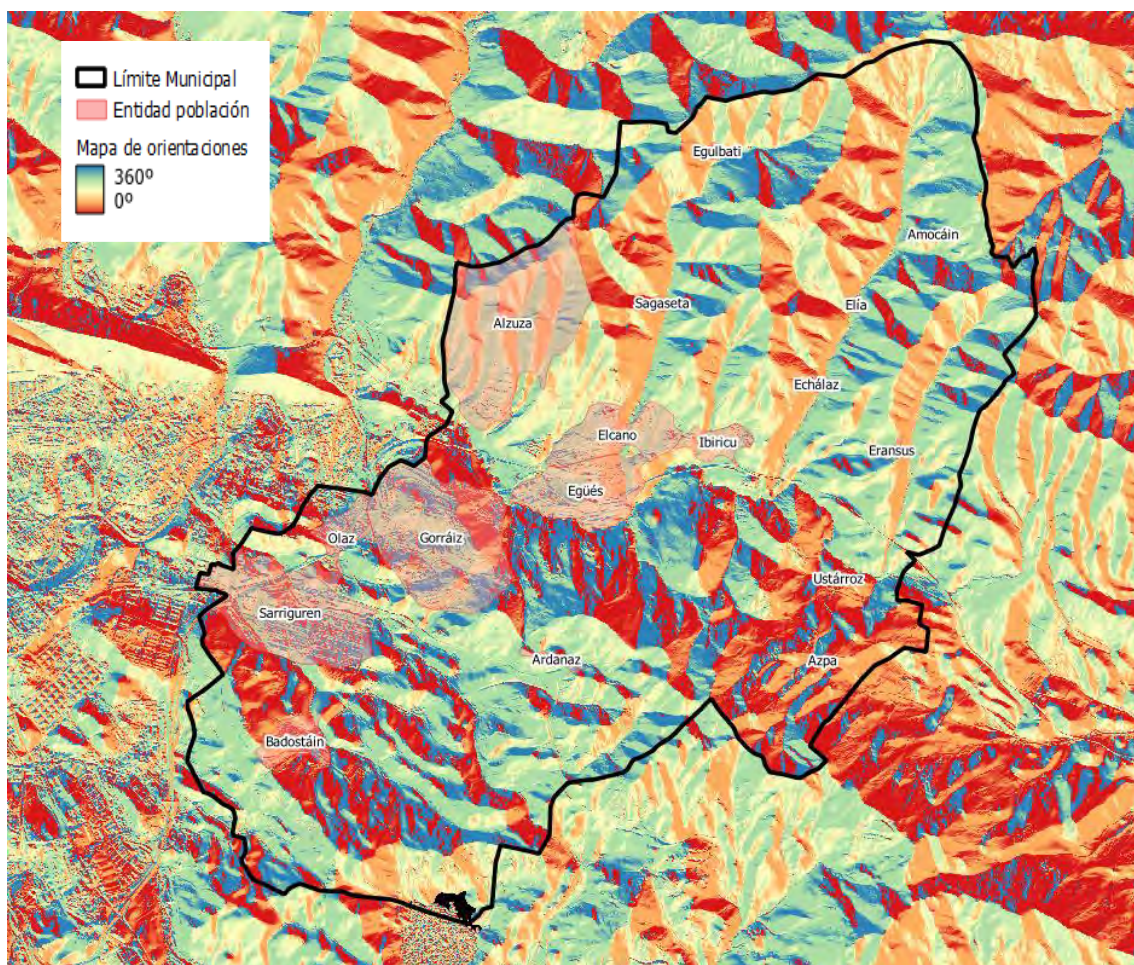 Límite Municipal
Entidad población
Mapa de orientaciones
360º
0º
Egulbati
Amocáin
Sagaseta
Elía
Alzuza
Echálaz
Elcano
Ibiricu
Eransus
Egüés
Olaz
Gorráiz
Ustárroz
Sarriguren
Ardanaz
Azpa
Badostáin